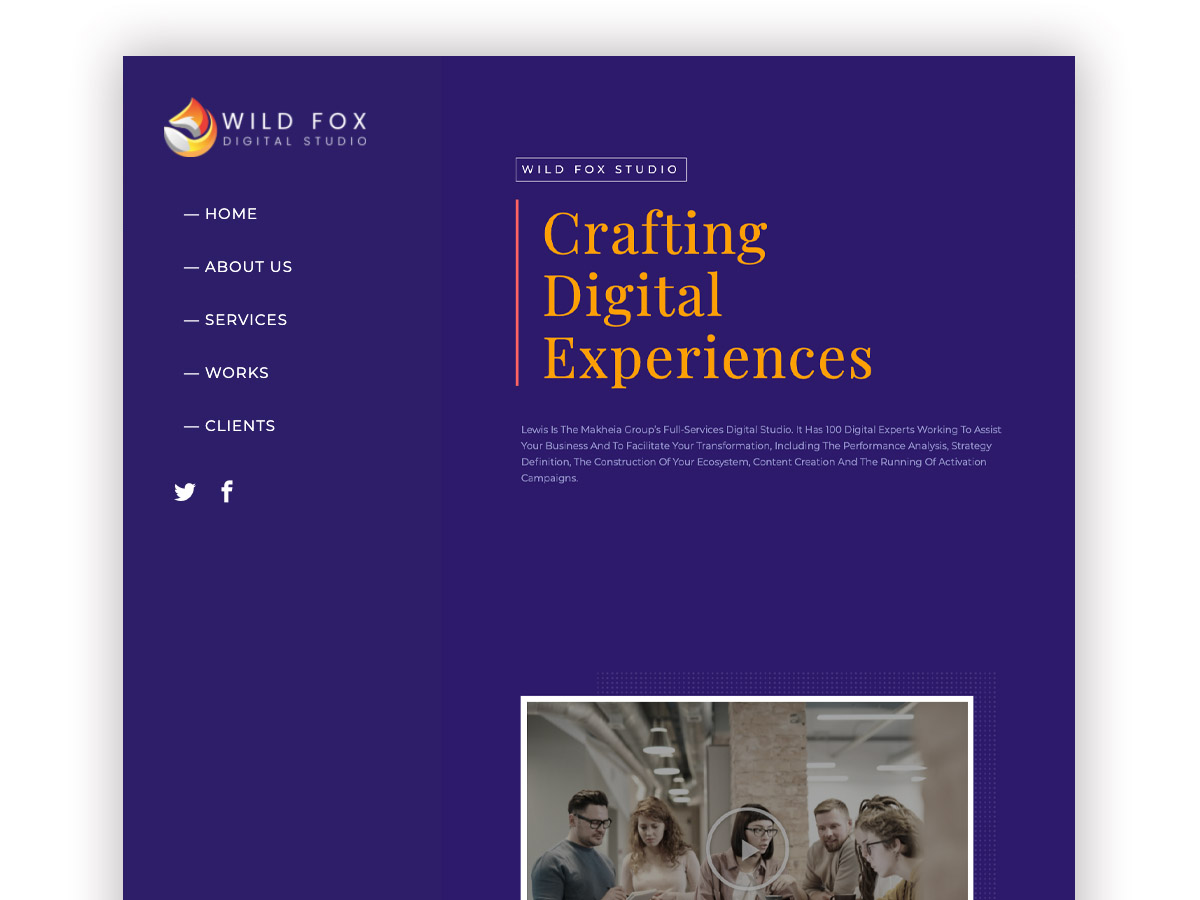 WILD FOX
DIGITAL STUDIO
— HOME
— ABOUT US
— SERVICES
— WORKS
— CLIENTS
WILD FOX STUDIO
Crafting
Digital
Experiences
Lewis Is The Makheia Group's Full-Services Digital Studio. It Has 100 Digital Experts Working To Assist
Your Business And To Facilitate Your Transformation, Including The Performance Analysis, Strategy
Definition, The Construction Of Your Ecosystem, Content Creation And The Running Of Activation
Campaigns.